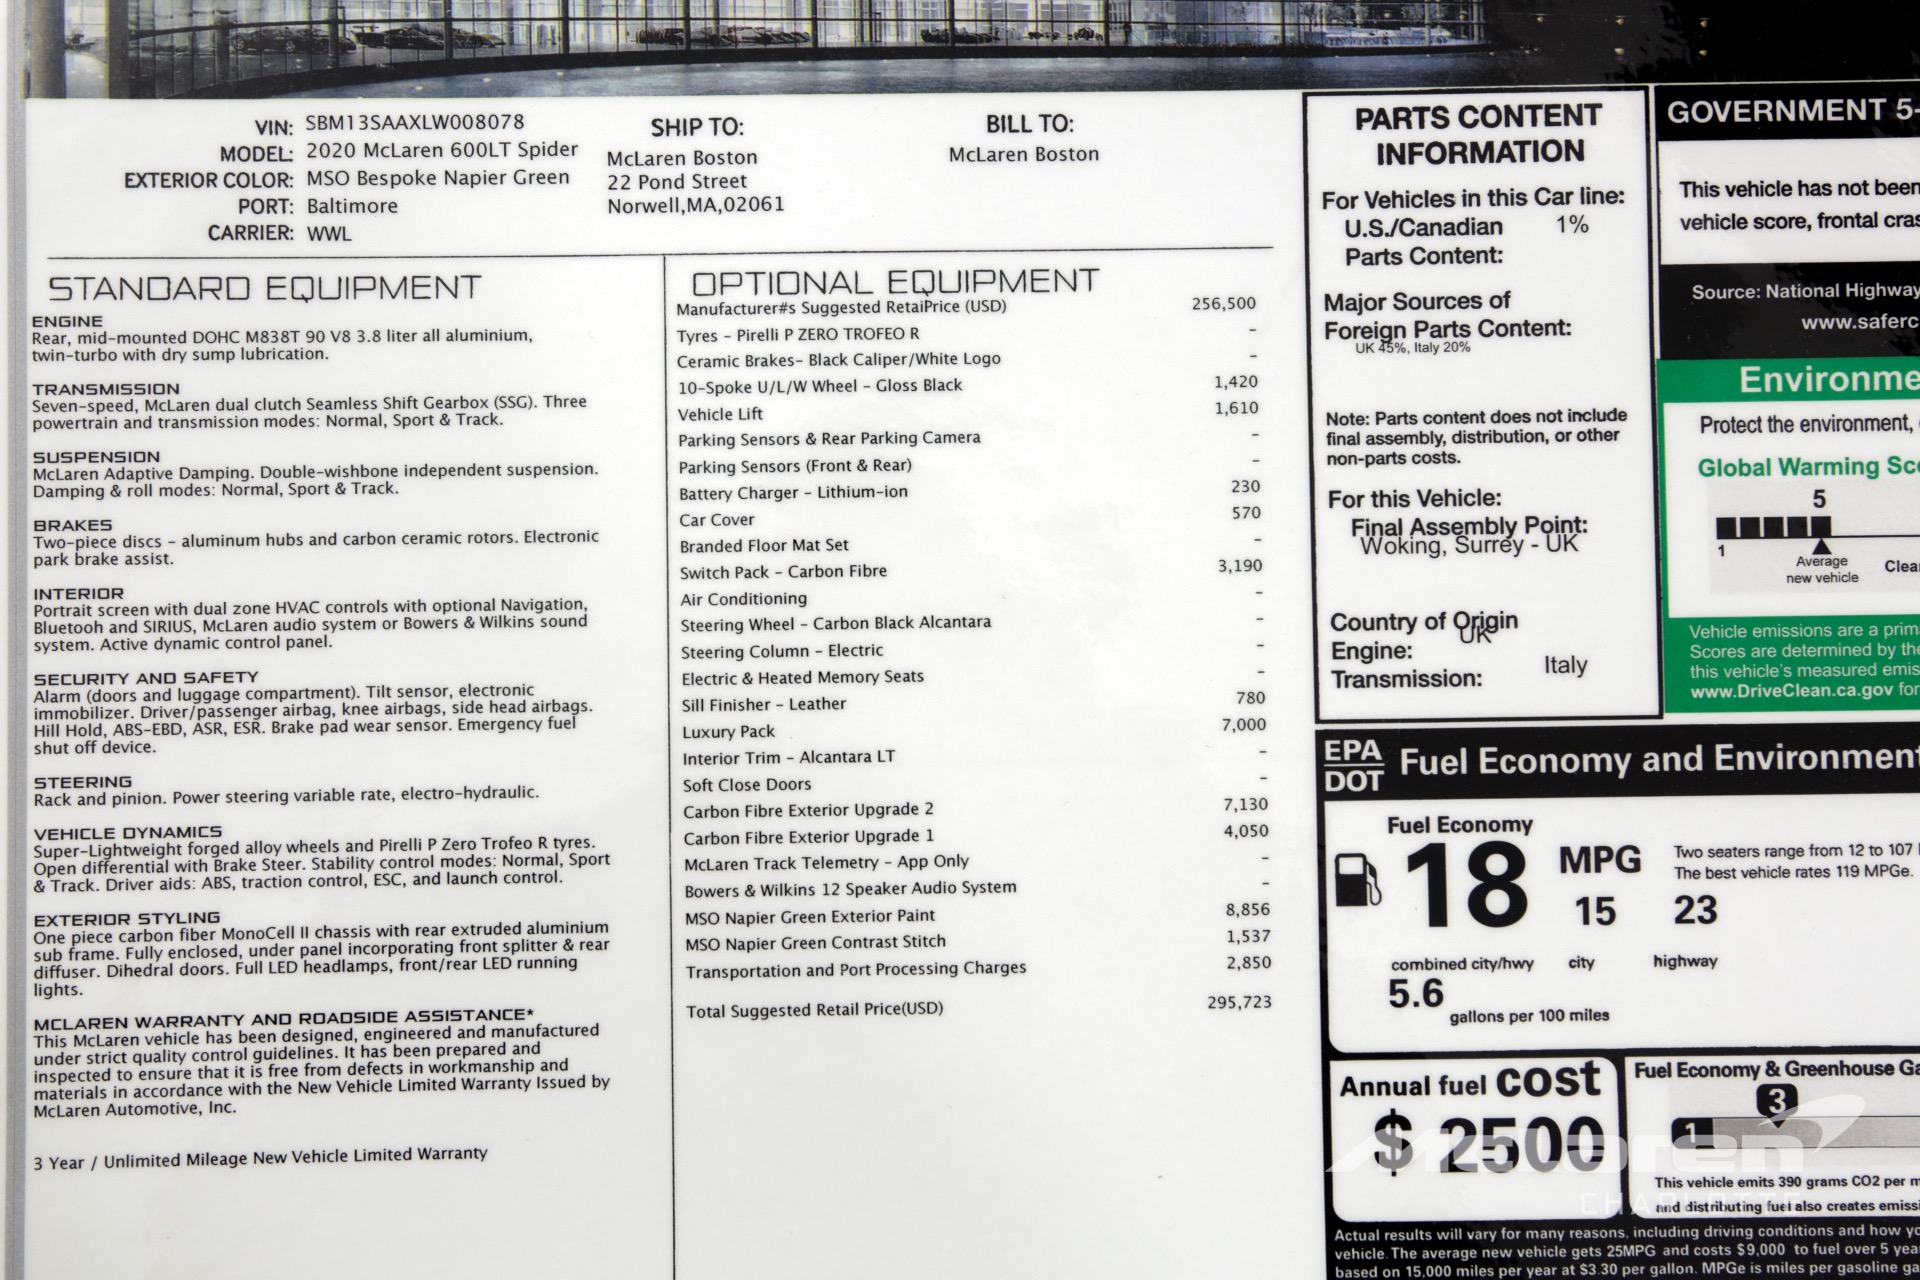 VIN: SBM13SAAXLW008078
MODEL: 2020 McLaren 600LT Spider
EXTERIOR COLOR: MSO Bespoke Napier Green
PORT: Baltimore
CARRIER: WWL
SHIP TO:
McLaren Boston
22 Pond Street
Norwell,MA,02061
BILL TO:
McLaren Boston
STANDARD EQUIPMENT
ENGINE
Rear, mid-mounted DOHC M838T 90 V8 3.8 liter all aluminium,
twin-turbo with dry sump lubrication.
TRANSMISSION
Seven-speed, McLaren dual clutch Seamless Shift Gearbox (SSG). Three
powertrain and transmission modes: Normal, Sport & Track.
SUSPENSION
McLaren Adaptive Damping. Double-wishbone independent suspension.
Damping & roll modes: Normal, Sport & Track.
BRAKES
Two-piece discs - aluminum hubs and carbon ceramic rotors. Electronic
park brake assist.
INTERIOR
Portrait screen with dual zone HVAC controls with optional Navigation,
Bluetooh and SIRIUS, McLaren audio system or Bowers & Wilkins sound
system. Active dynamic control panel.
SECURITY AND SAFETY
Alarm (doors and luggage compartment). Tilt sensor, electronic
immobilizer. Driver/passenger airbag, knee airbags, side head airbags.
Hill Hold, ABS-EBD, ASR, ESR. Brake pad wear sensor. Emergency fuel
shut off device.
STEERING
Rack and pinion. Power steering variable rate, electro-hydraulic.
VEHICLE DYNAMICS
Super-Lightweight forged alloy wheels and Pirelli P Zero Trofeo R tyres.
Open differential with Brake Steer. Stability control modes: Normal, Sport
& Track. Driver aids: ABS, traction control, ESC, and launch control.
EXTERIOR STYLING
One piece carbon fiber MonoCell II chassis with rear extruded aluminium
sub frame. Fully enclosed, under panel incorporating front splitter & rear
diffuser. Dihedral doors. Full LED headlamps, front/rear LED running
lights.
MCLAREN WARRANTY AND ROADSIDE ASSISTANCE*
This McLaren vehicle has been designed, engineered and manufactured
under strict quality control guidelines. It has been prepared and
inspected to ensure that it is free from defects in workmanship and
materials in accordance with the New Vehicle Limited Warranty Issued by
McLaren Automotive, Inc.
3 Year / Unlimited Mileage New Vehicle Limited Warranty
OPTIONAL EQUIPMENT
Manufacturer#s Suggested RetaiPrice (USD) 256,500
Tyres - Pirelli P ZERO TROFEO R -
Ceramic Brakes- Black Caliper/White Logo -
10-Spoke U/L/W Wheel - Gloss Black 1,420
Vehicle Lift 1,610
Parking Sensors & Rear Parking Camera -
Parking Sensors (Front & Rear) -
Battery Charger - Lithium-ion 230
Car Cover 570
Branded Floor Mat Set -
Switch Pack - Carbon Fibre 3,190
Air Conditioning -
Steering Wheel - Carbon Black Alcantara -
Steering Column - Electric -
Electric & Heated Memory Seats -
Sill Finisher - Leather 780
Luxury Pack 7,000
Interior Trim - Alcantara LT -
Soft Close Doors -
Carbon Fibre Exterior Upgrade 2 7,130
Carbon Fibre Exterior Upgrade 1 4,050
McLaren Track Telemetry - App Only -
Bowers & Wilkins 12 Speaker Audio System -
MSO Napier Green Exterior Paint 8,856
MSO Napier Green Contrast Stitch 1,537
Transportation and Port Processing Charges 2,850
Total Suggested Retail Price(USD) 295,723
PARTS CONTENT
INFORMATION
For Vehicles in this Car line:
U.S./Canadian 1%
Parts Content:
Major Sources of
Foreign Parts Content:
UK 45%, Italy 20%
Note: Parts content does not include
final assembly, distribution, or other
non-parts costs.
For this Vehicle:
Final Assembly Point:
Woking, Surrey - UK
Country of Origin
UK
Engine:
Transmission: Italy
GOVERNMENT 5-
This vehicle has not been
vehicle score, frontal cras
Source: National Highway
www.saferc
Environme
Protect the environment,
Global Warming Sco
5
1
Average
new vehicle
Clea
Vehicle emissions are a prim
Scores are determined by the
this vehicle's measured emis
www.DriveClean.ca.gov for
EPA
DOT
Fuel Economy and Environment
Fuel Economy
18 MPG
15 23
combined city/hwy city highway
5.6
gallons per 100 miles
Two seaters range from 12 to 107
The best vehicle rates 119 MPGe.
Annual fuel cost
$ 2500
Fuel Economy & Greenhouse Ga
3
1
This vehicle emits 390 grams CO2 per m
and distributing fuel also creates emiss
Actual results will vary for many reasons, including driving conditions and how yo
vehicle. The average new vehicle gets 25MPG and costs $9,000 to fuel over 5 yea
based on 15,000 miles per year at $3.30 per gallon. MPGe is miles per gasoline ga
McLaren
CHARLOTTE